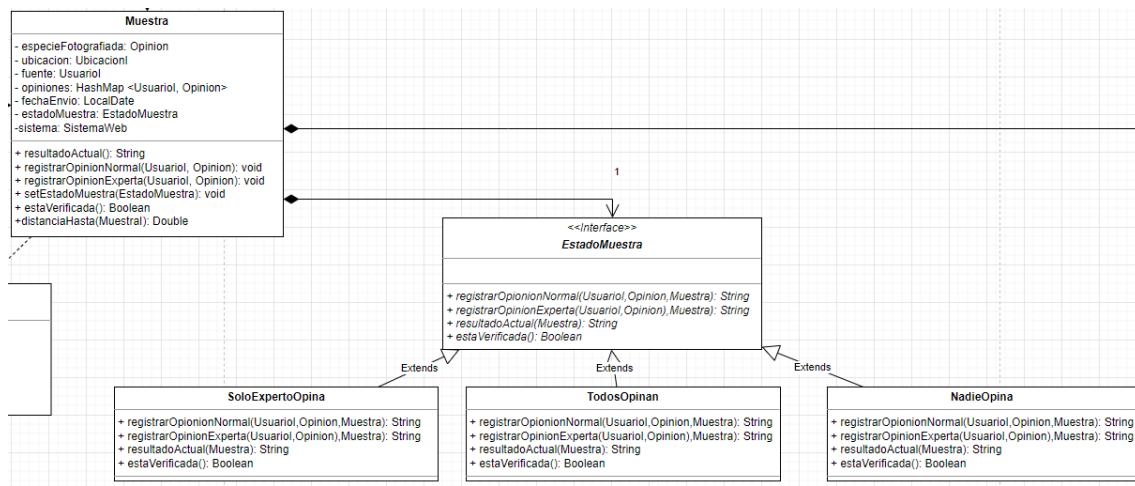 Muestra
- especieFotografiada: Opinion
- ubicacion: UbicacionI
- fuente: UsuarioI
- opiniones: HashMap <UsuarioI, Opinion>
- fechaEnvio: LocalDate
- estadoMuestra: EstadoMuestra
-sistema: SistemaWeb
+ resultadoActual(): String
+ registrarOpinionNormal(UsuarioI, Opinion): void
+ registrarOpinionExperta(UsuarioI, Opinion): void
+ setEstadoMuestra(EstadoMuestra): void
+ estaVerificada(): Boolean
+distanciaHasta(MuestraI): Double
1
<<Interface>>
EstadoMuestra
+ registrarOpionionNormal(UsuarioI,Opinion,Muestra): String
+ registrarOpinionExperta(UsuarioI,Opinion),Muestra): String
+ resultadoActual(Muestra): String
+ estaVerificada(): Boolean
Extends
Extends
Extends
SoloExpertoOpina
+ registrarOpionionNormal(UsuarioI,Opinion,Muestra): String
+ registrarOpinionExperta(UsuarioI,Opinion),Muestra): String
+ resultadoActual(Muestra): String
+ estaVerificada(): Boolean
TodosOpinan
+ registrarOpionionNormal(UsuarioI,Opinion,Muestra): String
+ registrarOpinionExperta(UsuarioI,Opinion),Muestra): String
+ resultadoActual(Muestra): String
+ estaVerificada(): Boolean
NadieOpina
+ registrarOpionionNormal(UsuarioI,Opinion,Muestra): String
+ registrarOpinionExperta(UsuarioI,Opinion),Muestra): String
+ resultadoActual(Muestra): String
+ estaVerificada(): Boolean